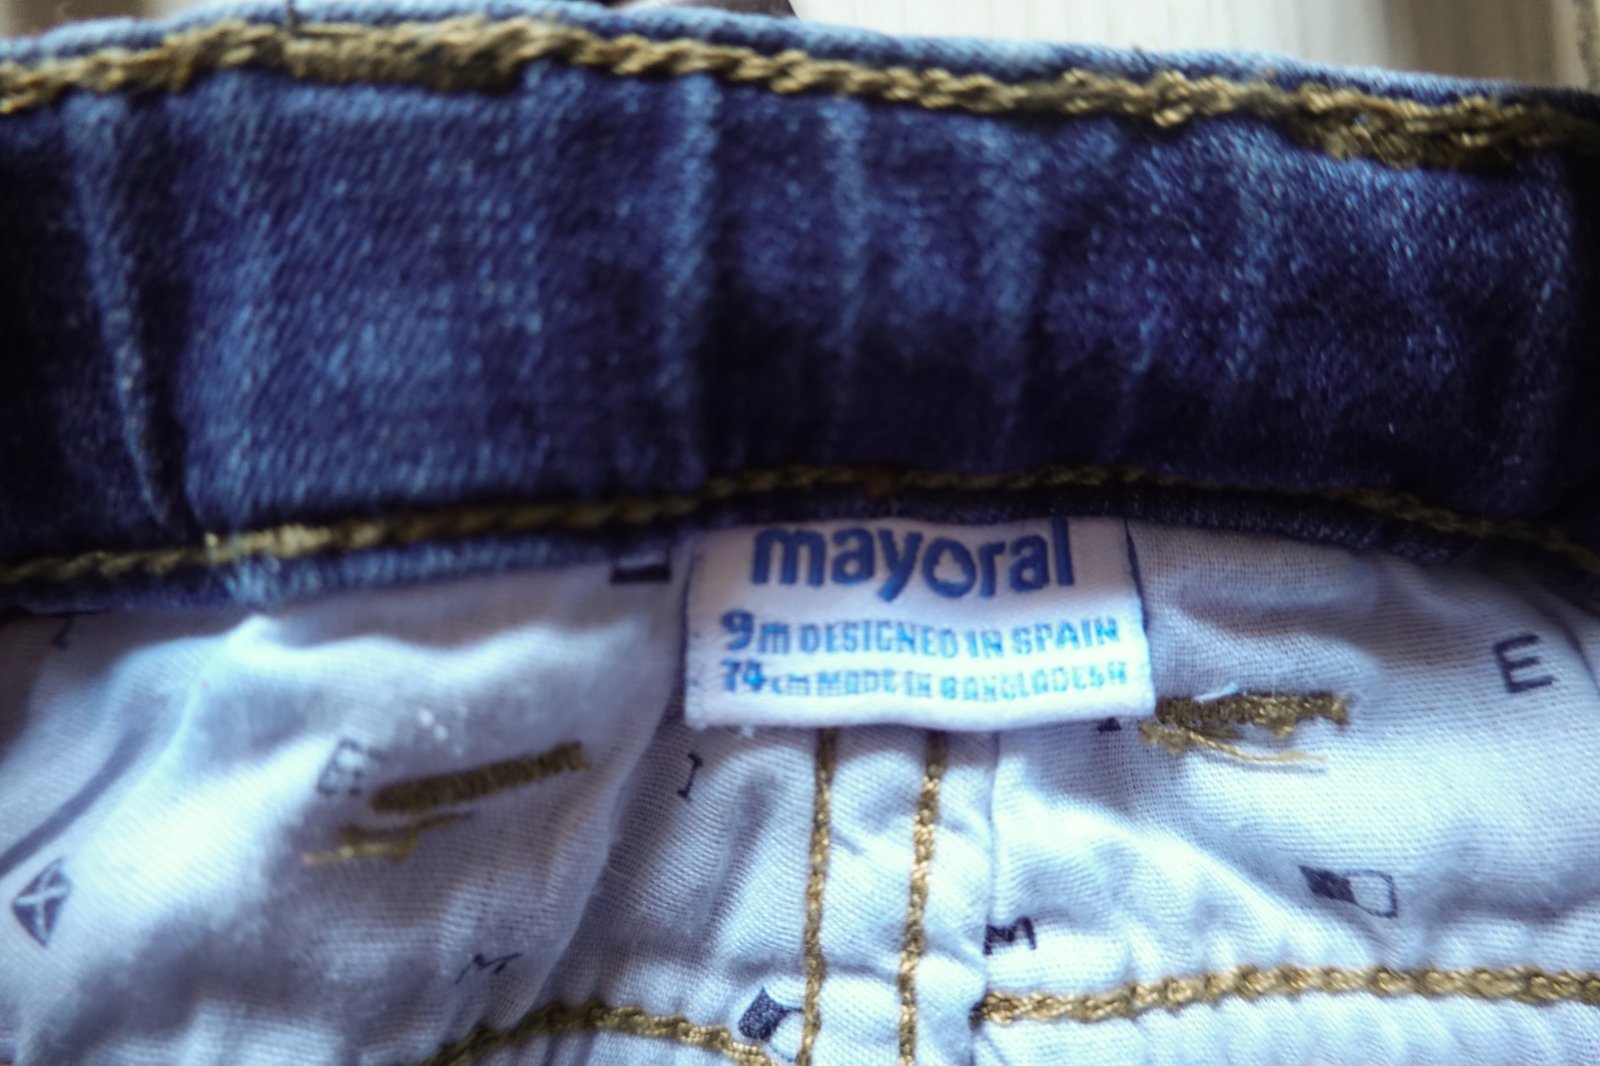 mayoral
9m DESIGNED IN SPAIN
74cm MADE IN BANGLADESH
E
I
M
M